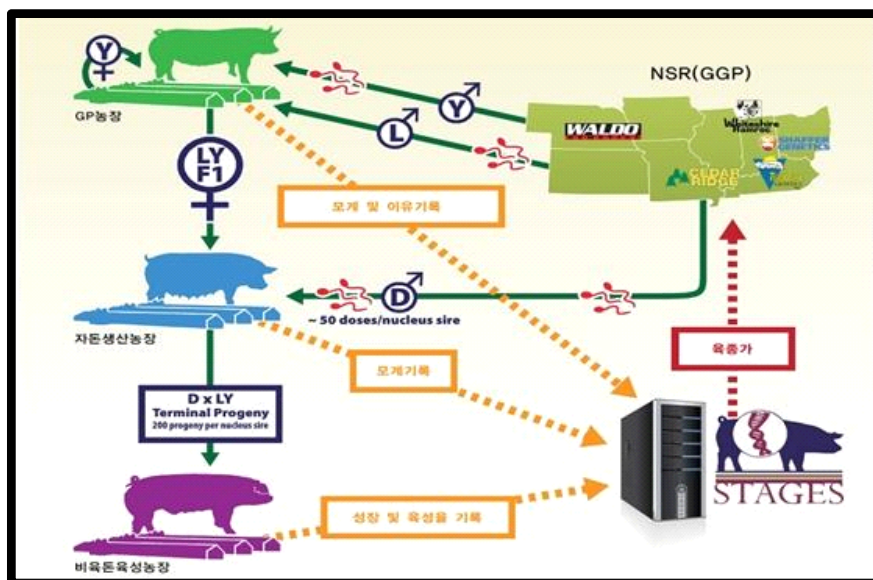 NSR(GGP)
Y
GP농장
Y
L
WALDO
Whiteshire
Hamroc
SHAFFER
GENETICS
CEDAR
RIDGE
LY
F1
모계 및 이유기록
D
~ 50 doses/nucleus sire
자돈생산농장
육종가
모계기록
D x LY
Terminal Progeny
200 progeny per nucleus sire
STAGES
성장 및 육성율 기록
비육돈육성농장